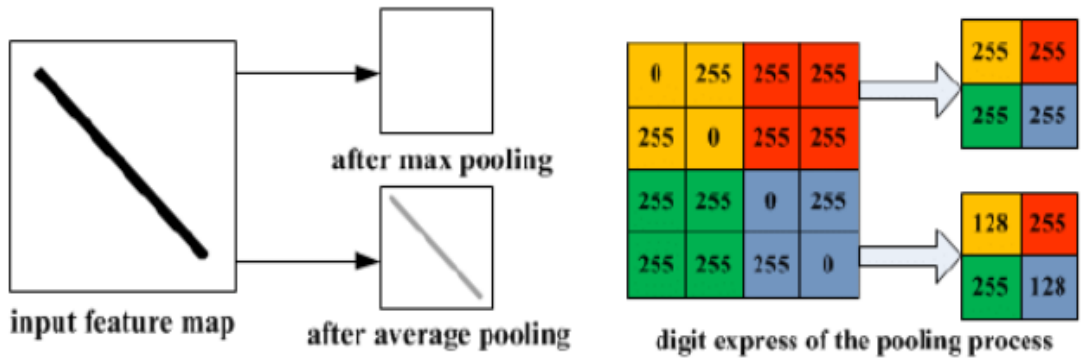 after max pooling
input feature map
after average pooling
0 255 255 255
255 0 255 255
255 255 0 255
255 255 255 0
255 255
255 255
128 255
255 128
digit express of the pooling process